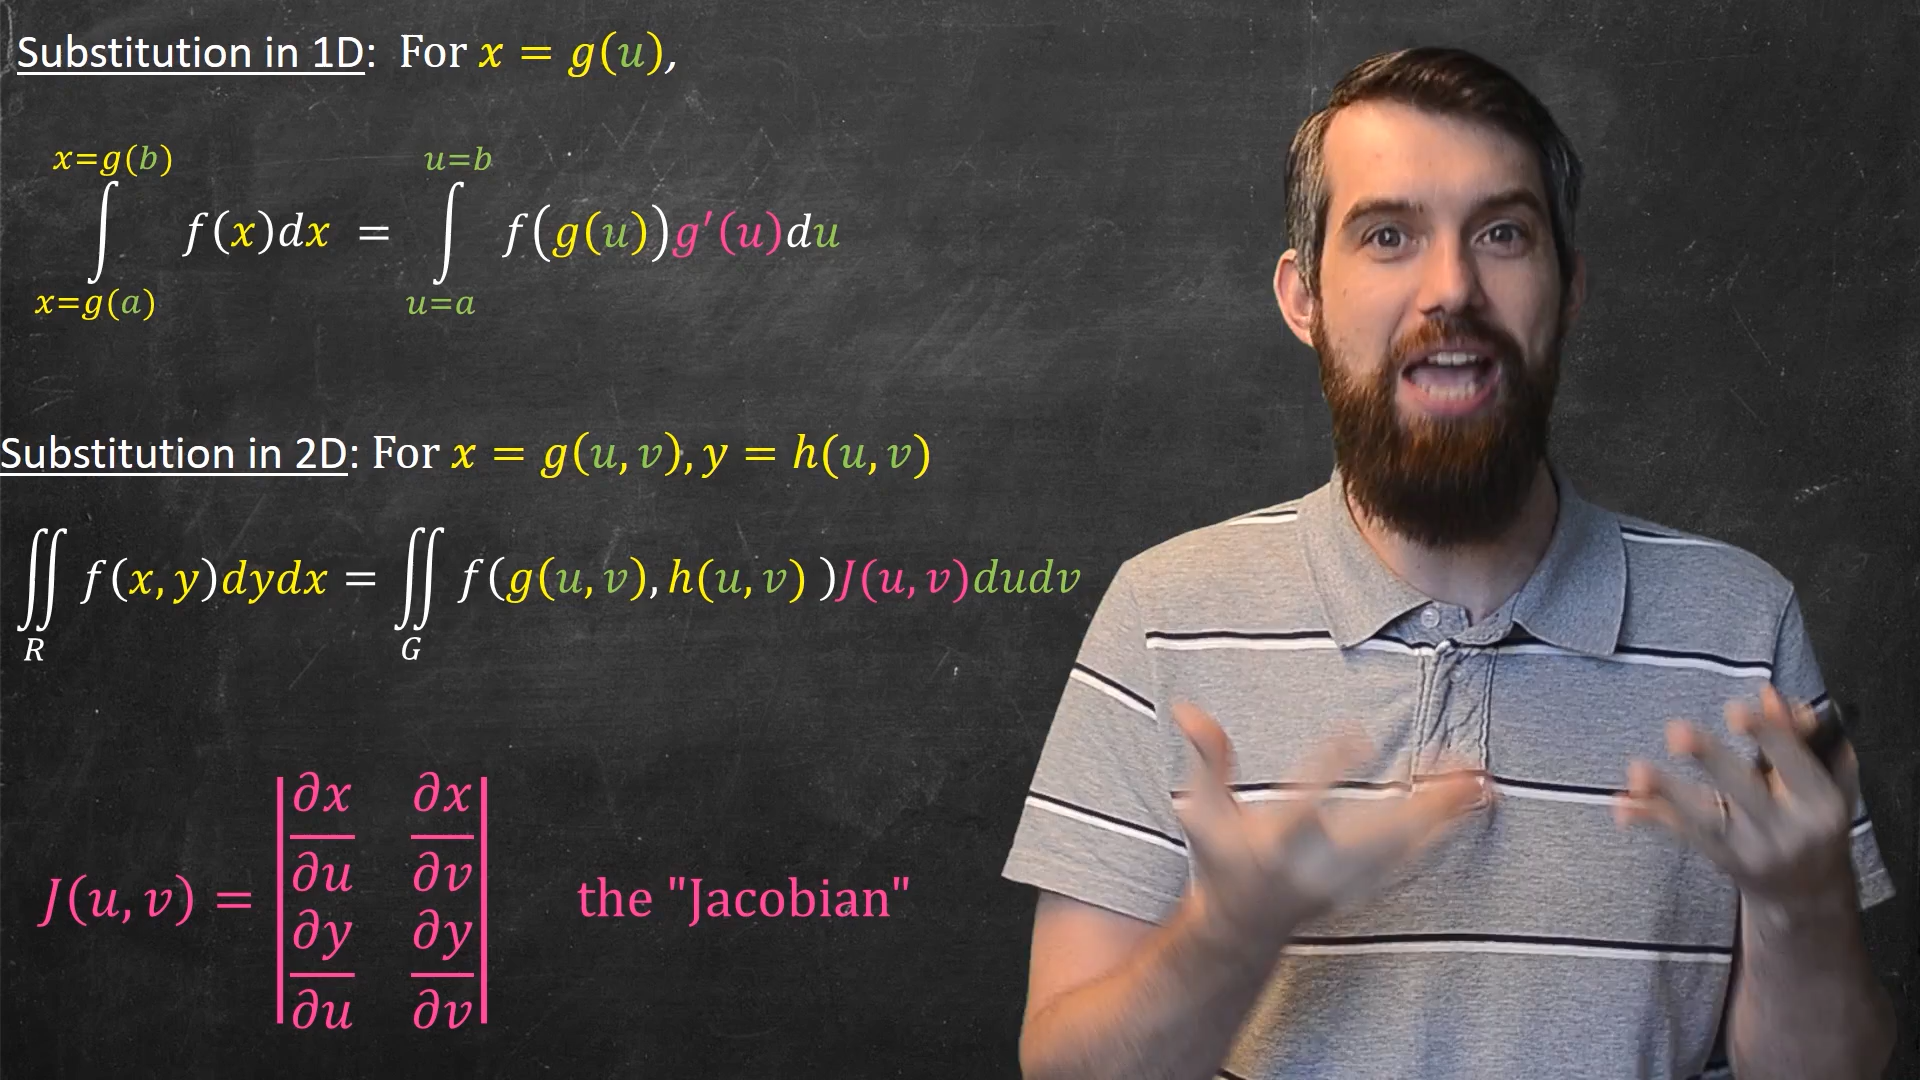 Substitution in 1D: For x = g(u),
x=g(b) u=b
∫ f(x)dx = ∫ f(g(u))g′(u)du
x=g(a) u=a
Substitution in 2D: For x = g(u, v), y = h(u, v)
∬ f(x, y)dydx = ∬ f(g(u, v), h(u, v) )J(u, v)dudv
R G
∂x ∂x
∂u ∂v
J(u, v) = the "Jacobian"
∂y ∂y
∂u ∂v